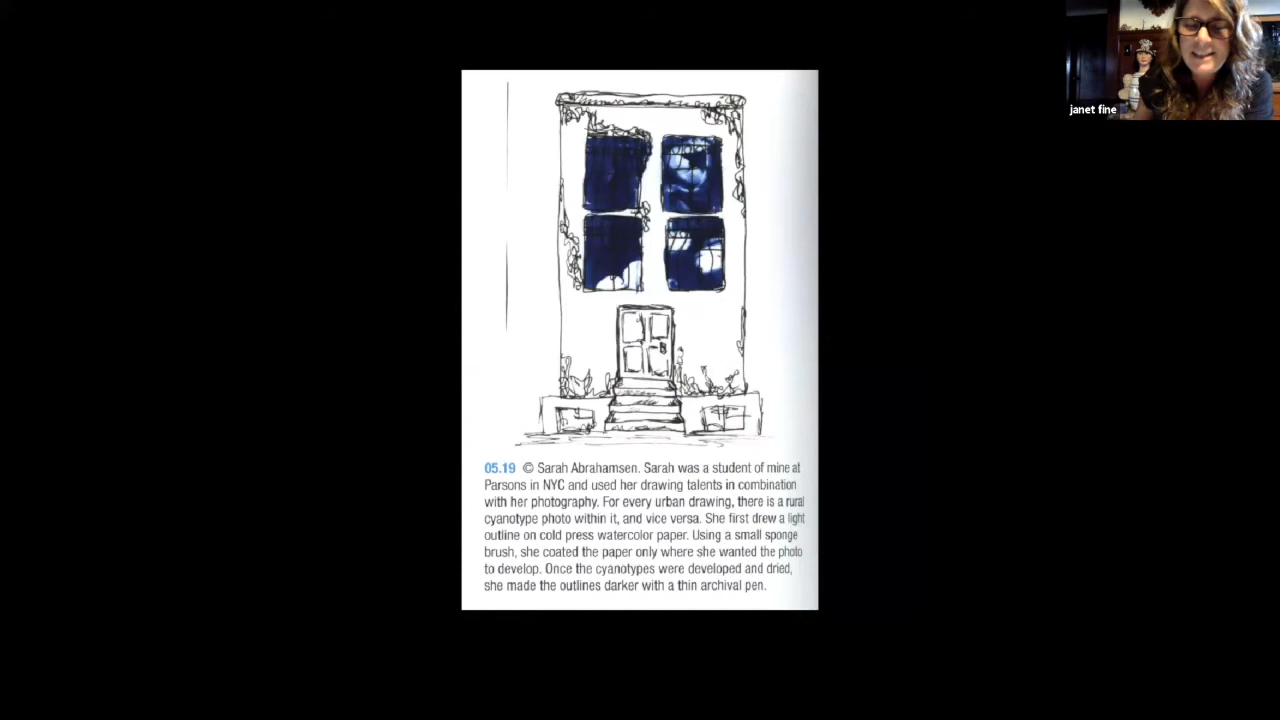 janet fine
05.19 © Sarah Abrahamsen. Sarah was a student of mine at
Parsons in NYC and used her drawing talents in combination
with her photography. For every urban drawing, there is a rural
cyanotype photo within it, and vice versa. She first drew a light
outline on cold press watercolor paper. Using a small sponge
brush, she coated the paper only where she wanted the photo
to develop. Once the cyanotypes were developed and dried,
she made the outlines darker with a thin archival pen.